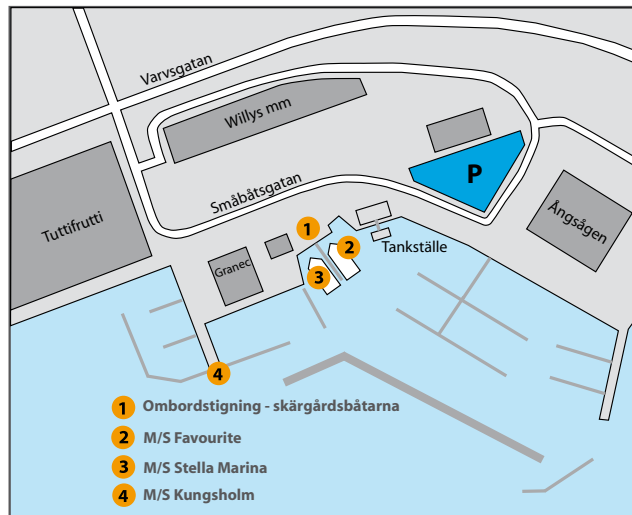 Varvsgatan
Willys mm
P
Småbåtsgatan
Tuttifrutti
Ångsågen
1
2
Tankställe
Granec
3
4
1 Ombordstigning - skärgårdsbåtarna
2 M/S Favourite
3 M/S Stella Marina
4 M/S Kungsholm